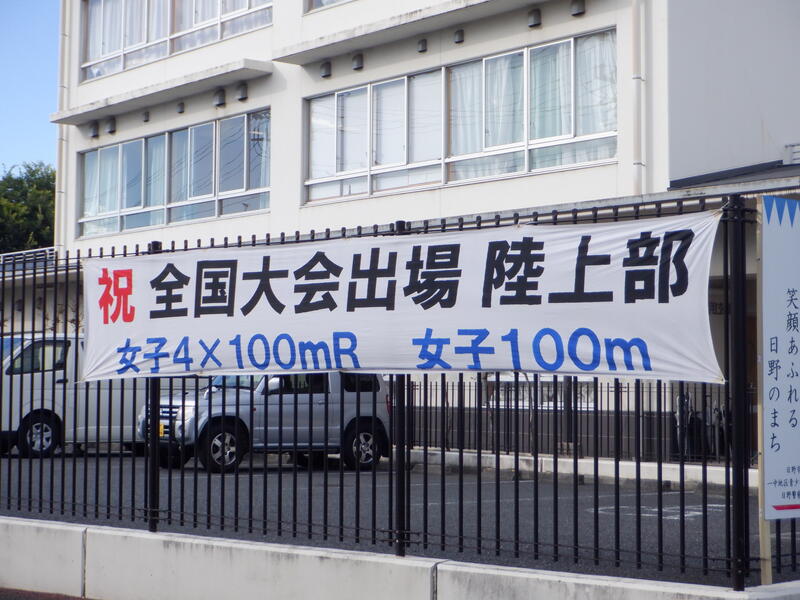 祝 全国大会出場 陸上部
女子4×100mR 女子100m
笑顔あふれる
日野のまち